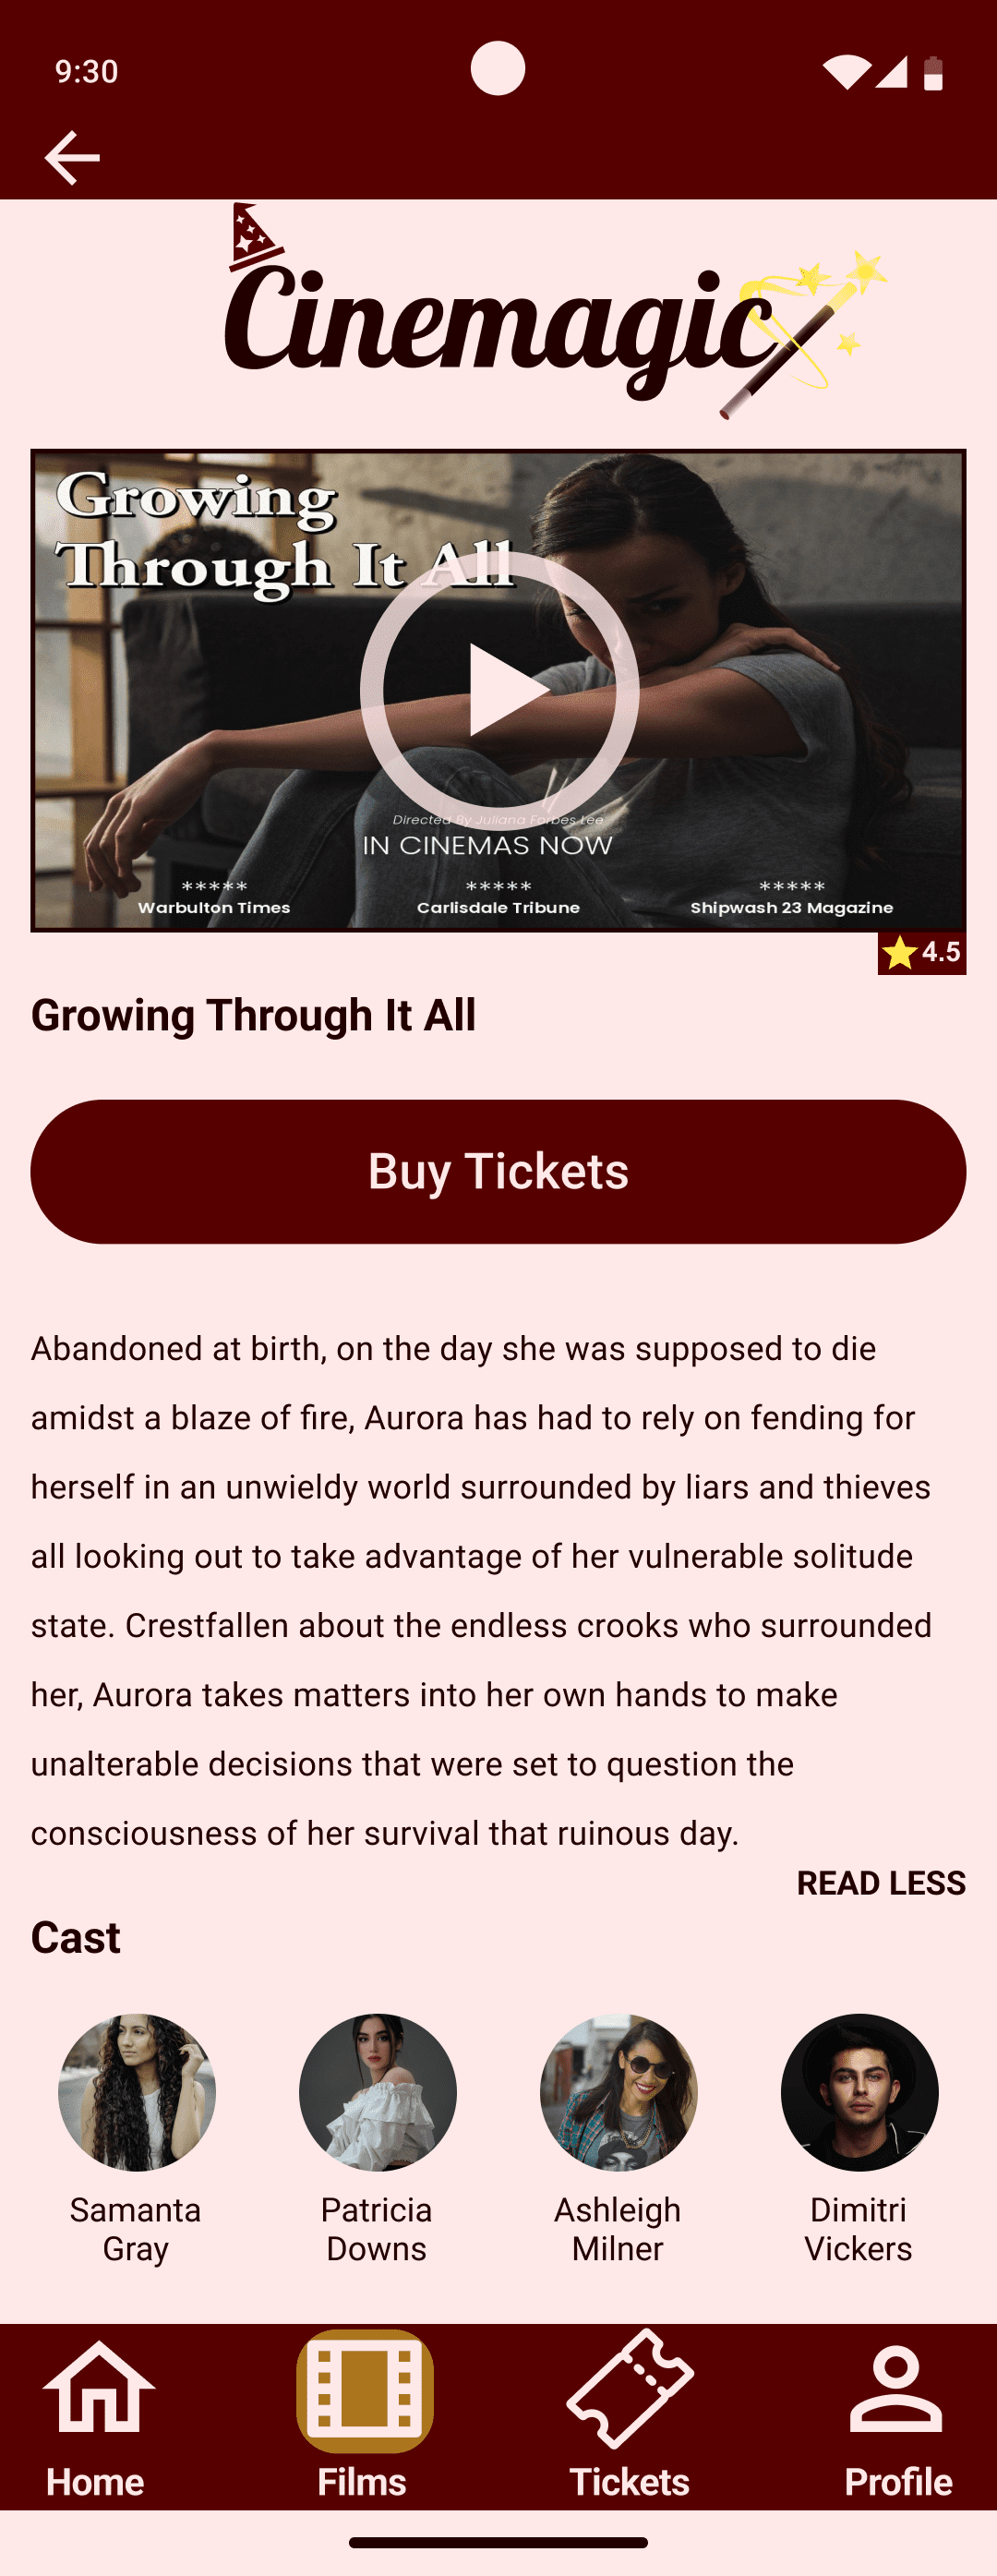 9:30
Cinemagic
Growing
Through It All
Directed By Juliana Forbes Lee
IN CINEMAS NOW
***** ***** *****
Warbulton Times Carlisdale Tribune Shipwash 23 Magazine
4.5
Growing Through It All
Buy Tickets
Abandoned at birth, on the day she was supposed to die
amidst a blaze of fire, Aurora has had to rely on fending for
herself in an unwieldy world surrounded by liars and thieves
all looking out to take advantage of her vulnerable solitude
state. Crestfallen about the endless crooks who surrounded
her, Aurora takes matters into her own hands to make
unalterable decisions that were set to question the
consciousness of her survival that ruinous day.
READ LESS
Cast
Samanta
Gray
Patricia
Downs
Ashleigh
Milner
Dimitri
Vickers
Home Films Tickets Profile